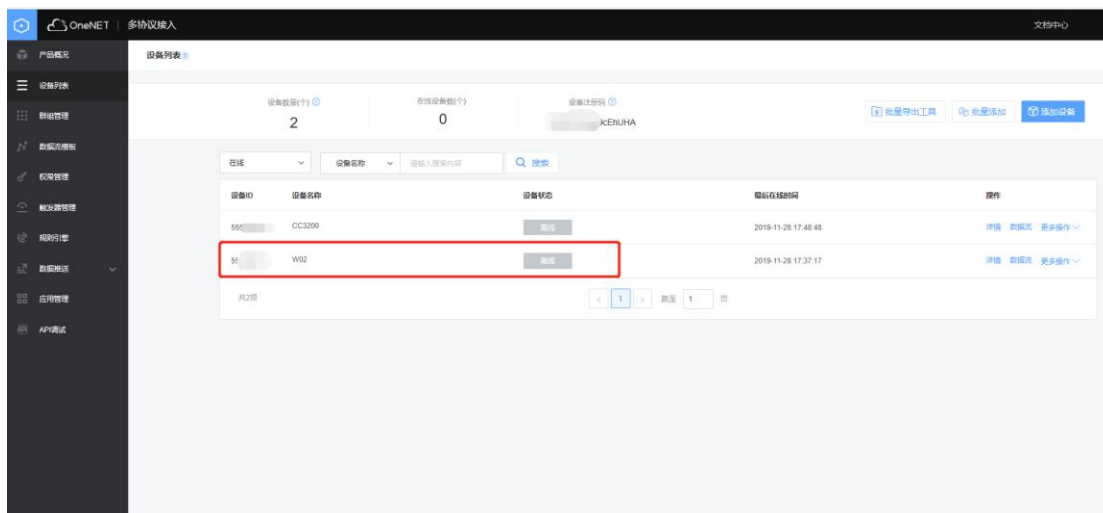 OneNET | 多协议接入 文档中心
产品概况
设备列表
群组管理
数据流模板
权限管理
触发器管理
规则引擎
数据推送
应用管理
API调试
设备列表
设备数量(个) 在线设备数(个) 设备注册码
2 0 JcEhUHA
批量导出工具 批量添加 添加设备
在线 设备名称 请输入搜索内容 搜索
设备ID 设备名称 设备状态 最后在线时间 操作
CC3200 离线 2019-11-28 17:48:48 详情 数据流 更多操作
W02 离线 2019-11-28 17:37:17 详情 数据流 更多操作
共2项 1 跳至 1 页